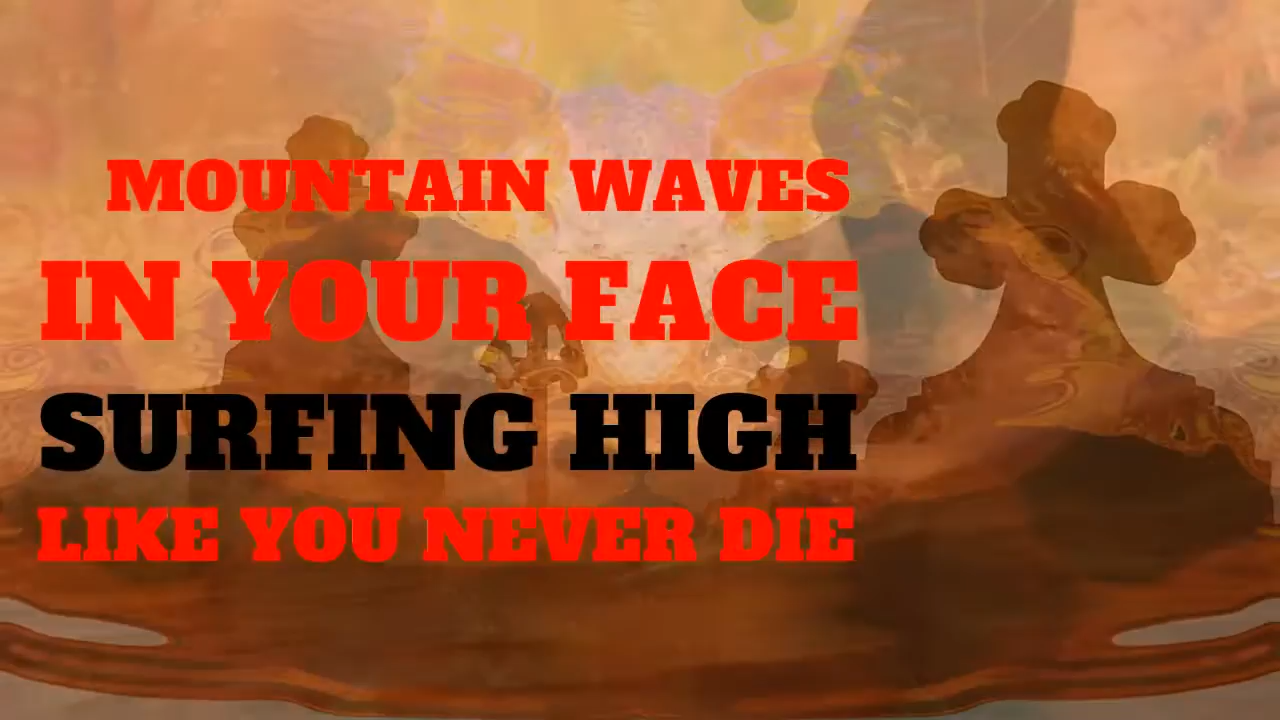 MOUNTAIN WAVES
IN YOUR FACE
SURFING HIGH
LIKE YOU NEVER DIE